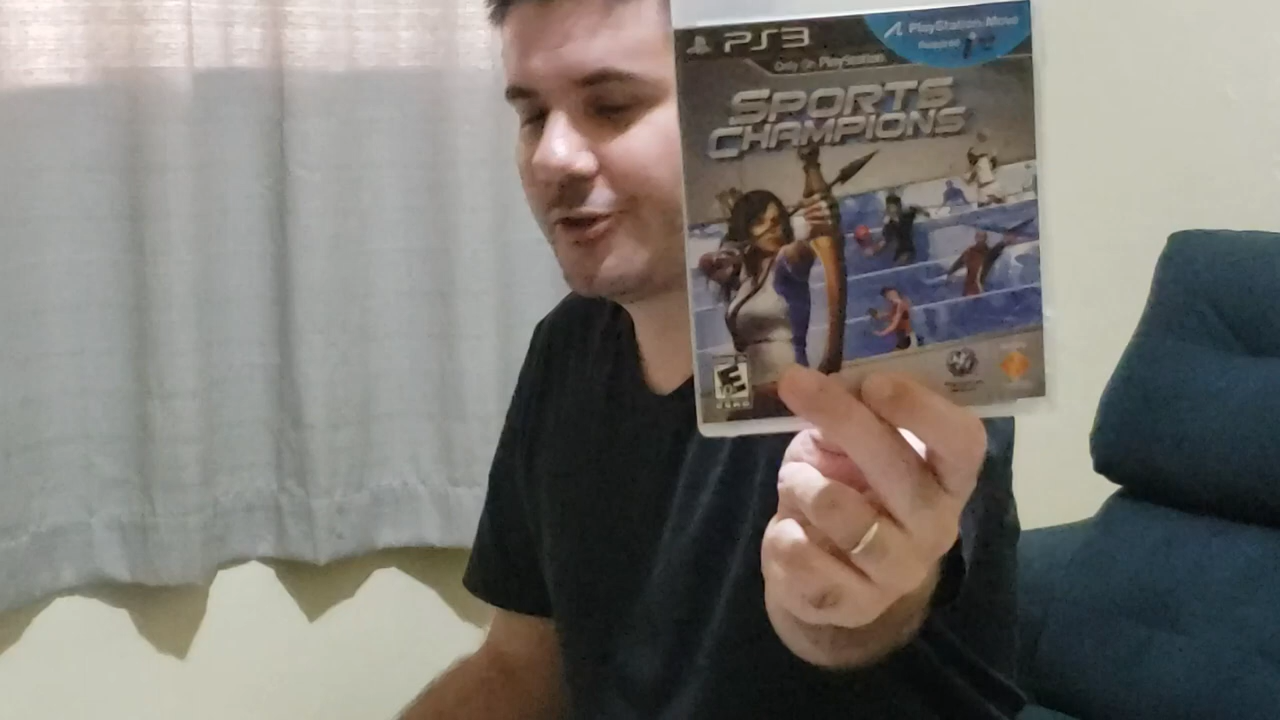 PS3
PlayStation Move
Required
Only On PlayStation
SPORTS
CHAMPIONS
E